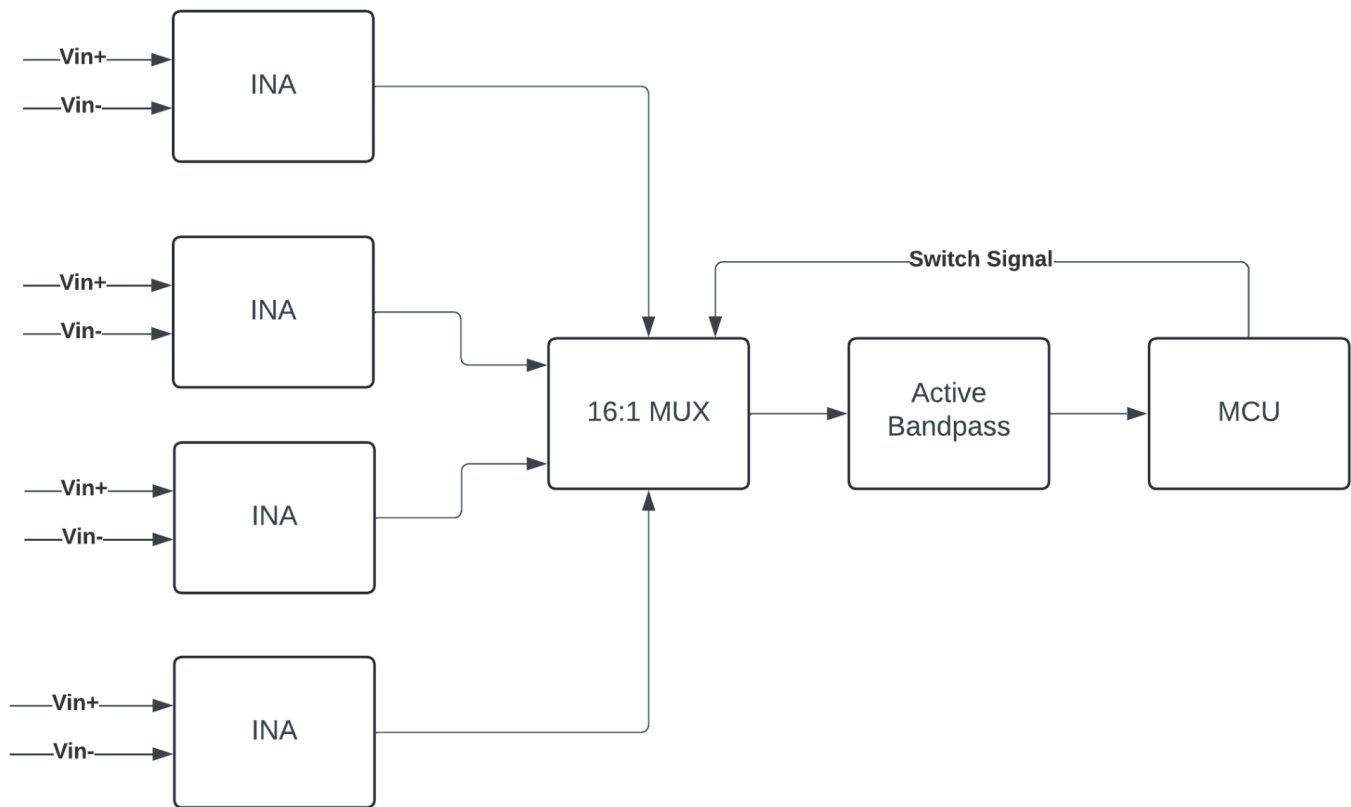 Vin+
INA
Vin-
Vin+
INA
Vin-
Switch Signal
16:1 MUX
Active
Bandpass
MCU
Vin+
INA
Vin-
Vin+
INA
Vin-